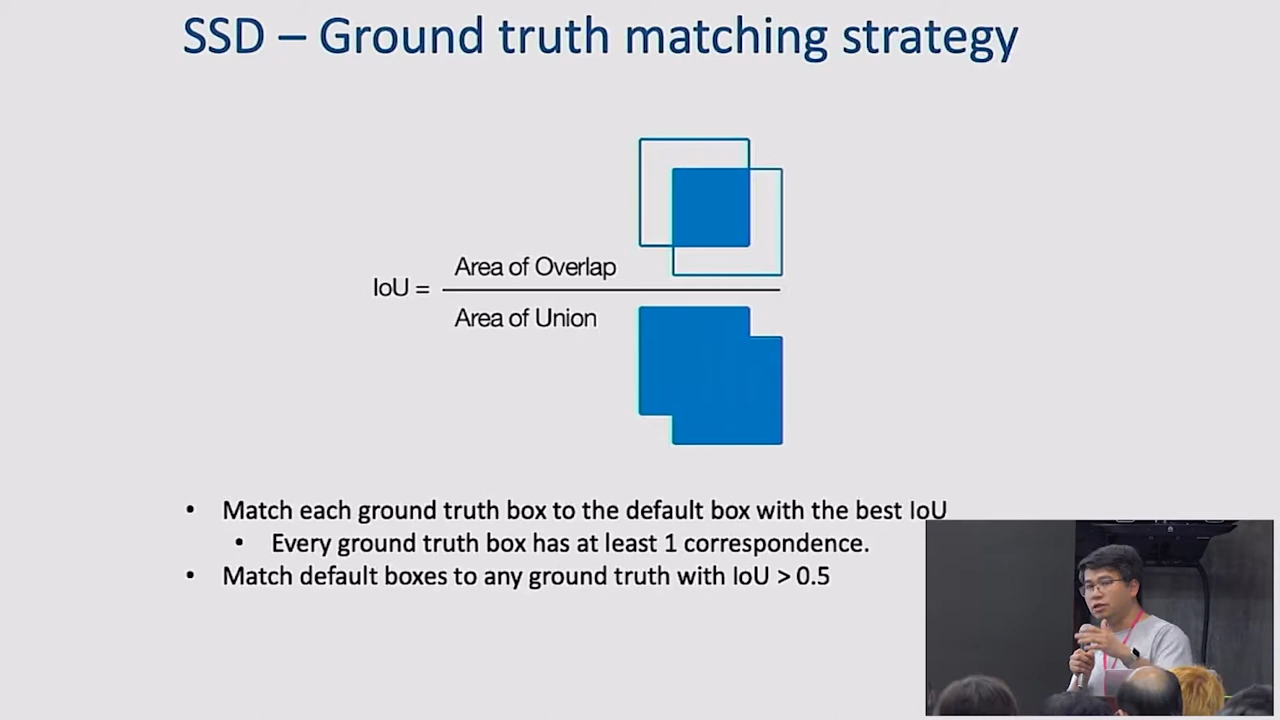 SSD – Ground truth matching strategy
IoU =
Area of Overlap
Area of Union
• Match each ground truth box to the default box with the best IoU
• Every ground truth box has at least 1 correspondence.
• Match default boxes to any ground truth with IoU > 0.5